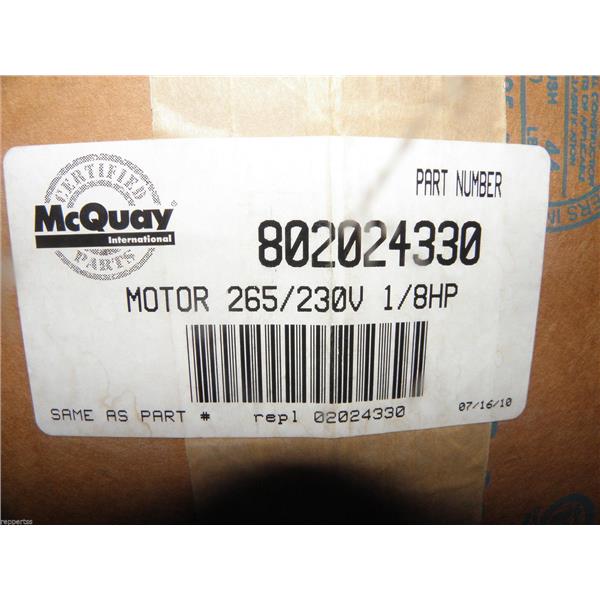 CERTIFIED
McQuay
International
PARTS
PART NUMBER
802024330
MOTOR 265/230V 1/8HP
SAME AS PART # repl 02024330
07/16/10
reppertss